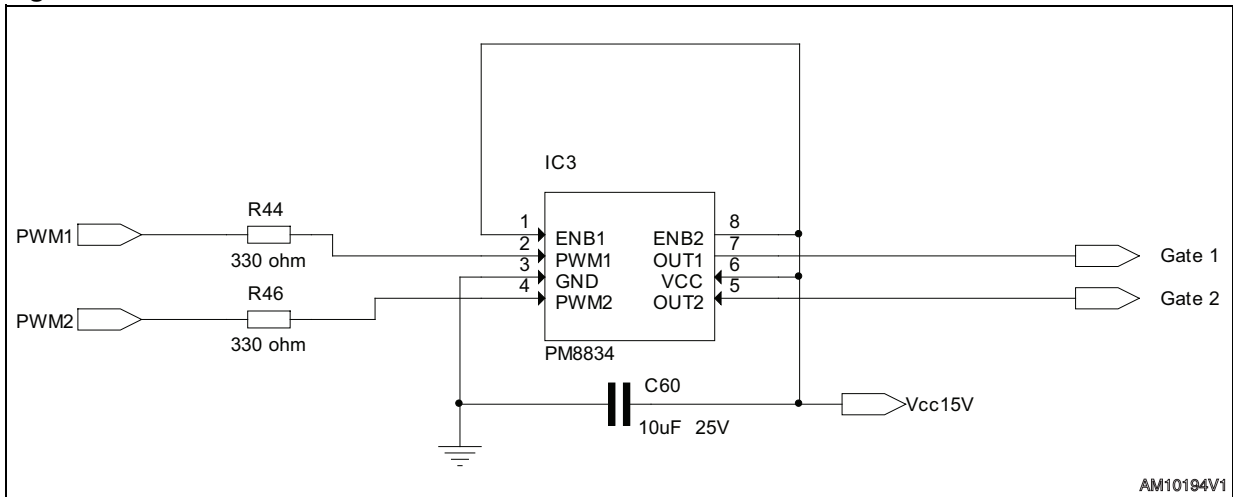 IC3
R44
PWM1
330 ohm
R46
PWM2
330 ohm
1
2
3
4
ENB1
PWM1
GND
PWM2
ENB2
OUT1
VCC
OUT2
8
7
6
5
PM8834
Gate 1
Gate 2
C60
10uF 25V
Vcc15V
AM10194V1